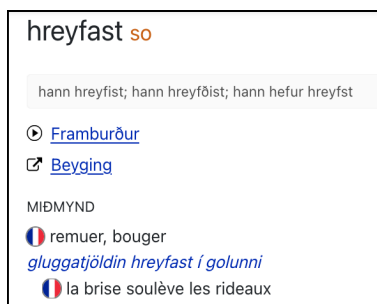 hreyfast so
hann hreyfist; hann hreyfðist; hann hefur hreyfst
Framburður
Beyging
MIÐMYND
remuer, bouger
gluggatjöldin hreyfast í golunni
la brise soulève les rideaux